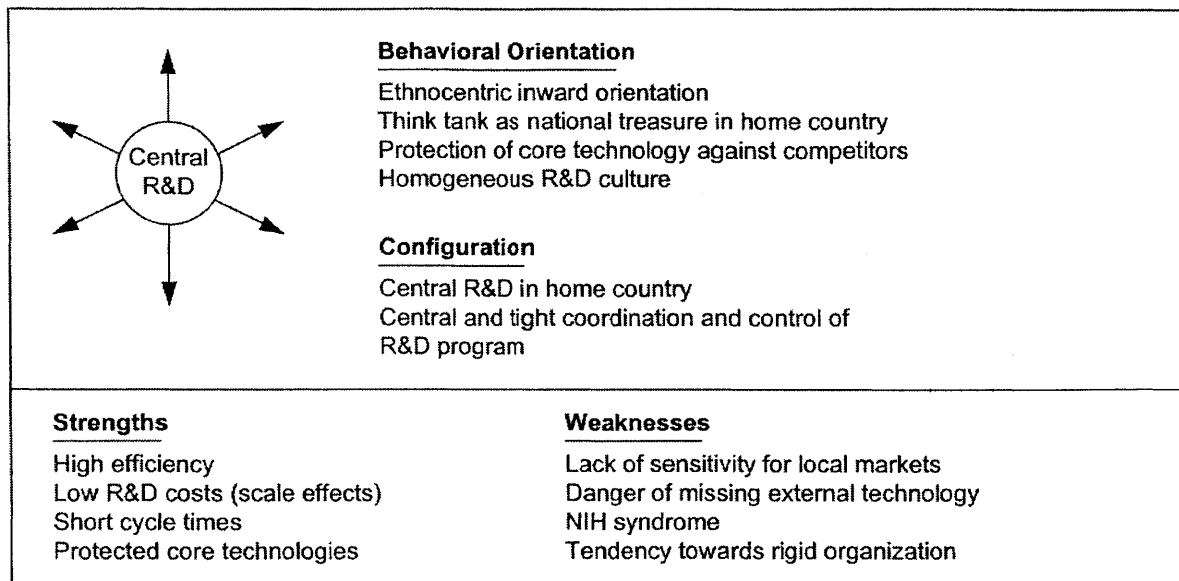 Central
R&D
Behavioral Orientation
Ethnocentric inward orientation
Think tank as national treasure in home country
Protection of core technology against competitors
Homogeneous R&D culture
Configuration
Central R&D in home country
Central and tight coordination and control of
R&D program
Strengths
High efficiency
Low R&D costs (scale effects)
Short cycle times
Protected core technologies
Weaknesses
Lack of sensitivity for local markets
Danger of missing external technology
NIH syndrome
Tendency towards rigid organization